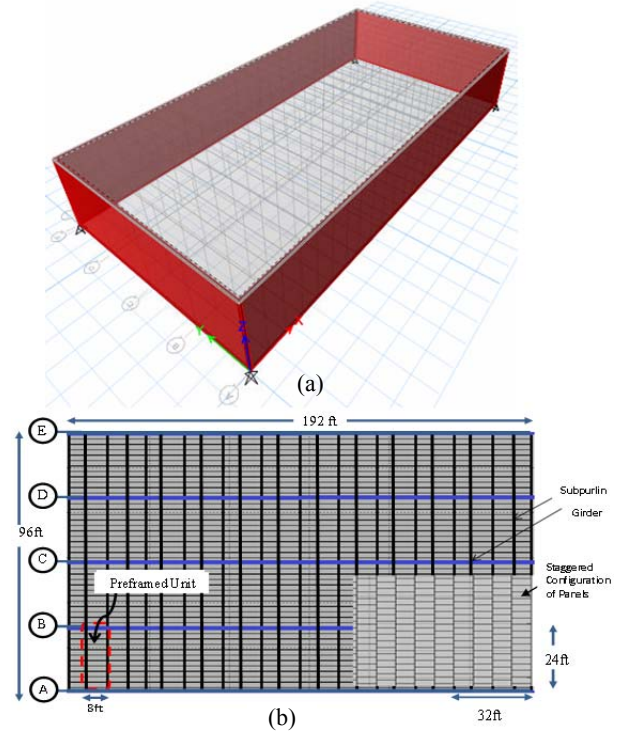 Z
(a)
192 ft
E
Subpurlin
D
Girder
96ft
C
Staggered
Configuration
of Panels
Preframed Unit
B
24ft
A
8ft
(b)
32ft